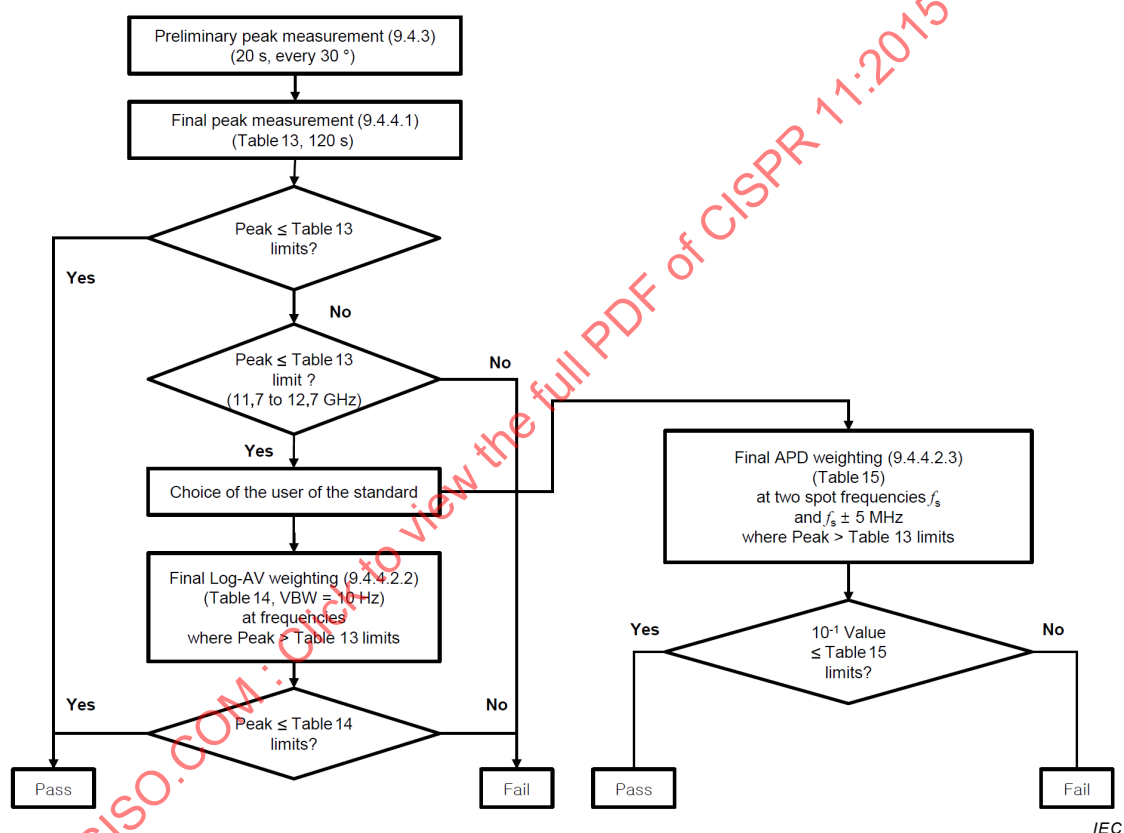 Preliminary peak measurement (9.4.3)
(20 s, every 30 °)
Final peak measurement (9.4.4.1)
(Table 13, 120 s)
Peak ≤ Table 13
limits?
Yes
No
Peak ≤ Table 13
limit ?
(11,7 to 12,7 GHz)
No
Yes
Choice of the user of the standard
Final Log-AV weighting (9.4.4.2.2)
(Table 14, VBW = 10 Hz)
at frequencies
where Peak > Table 13 limits
Yes
No
Peak ≤ Table 14
limits?
Pass
Fail
Final APD weighting (9.4.4.2.3)
(Table 15)
at two spot frequencies fs
and fs ± 5 MHz
where Peak > Table 13 limits
Yes
No
10-1 Value
≤ Table 15
limits?
Pass
Fail
IEC
CISO.COM : Click to view the full PDF of CISPR 11:2015